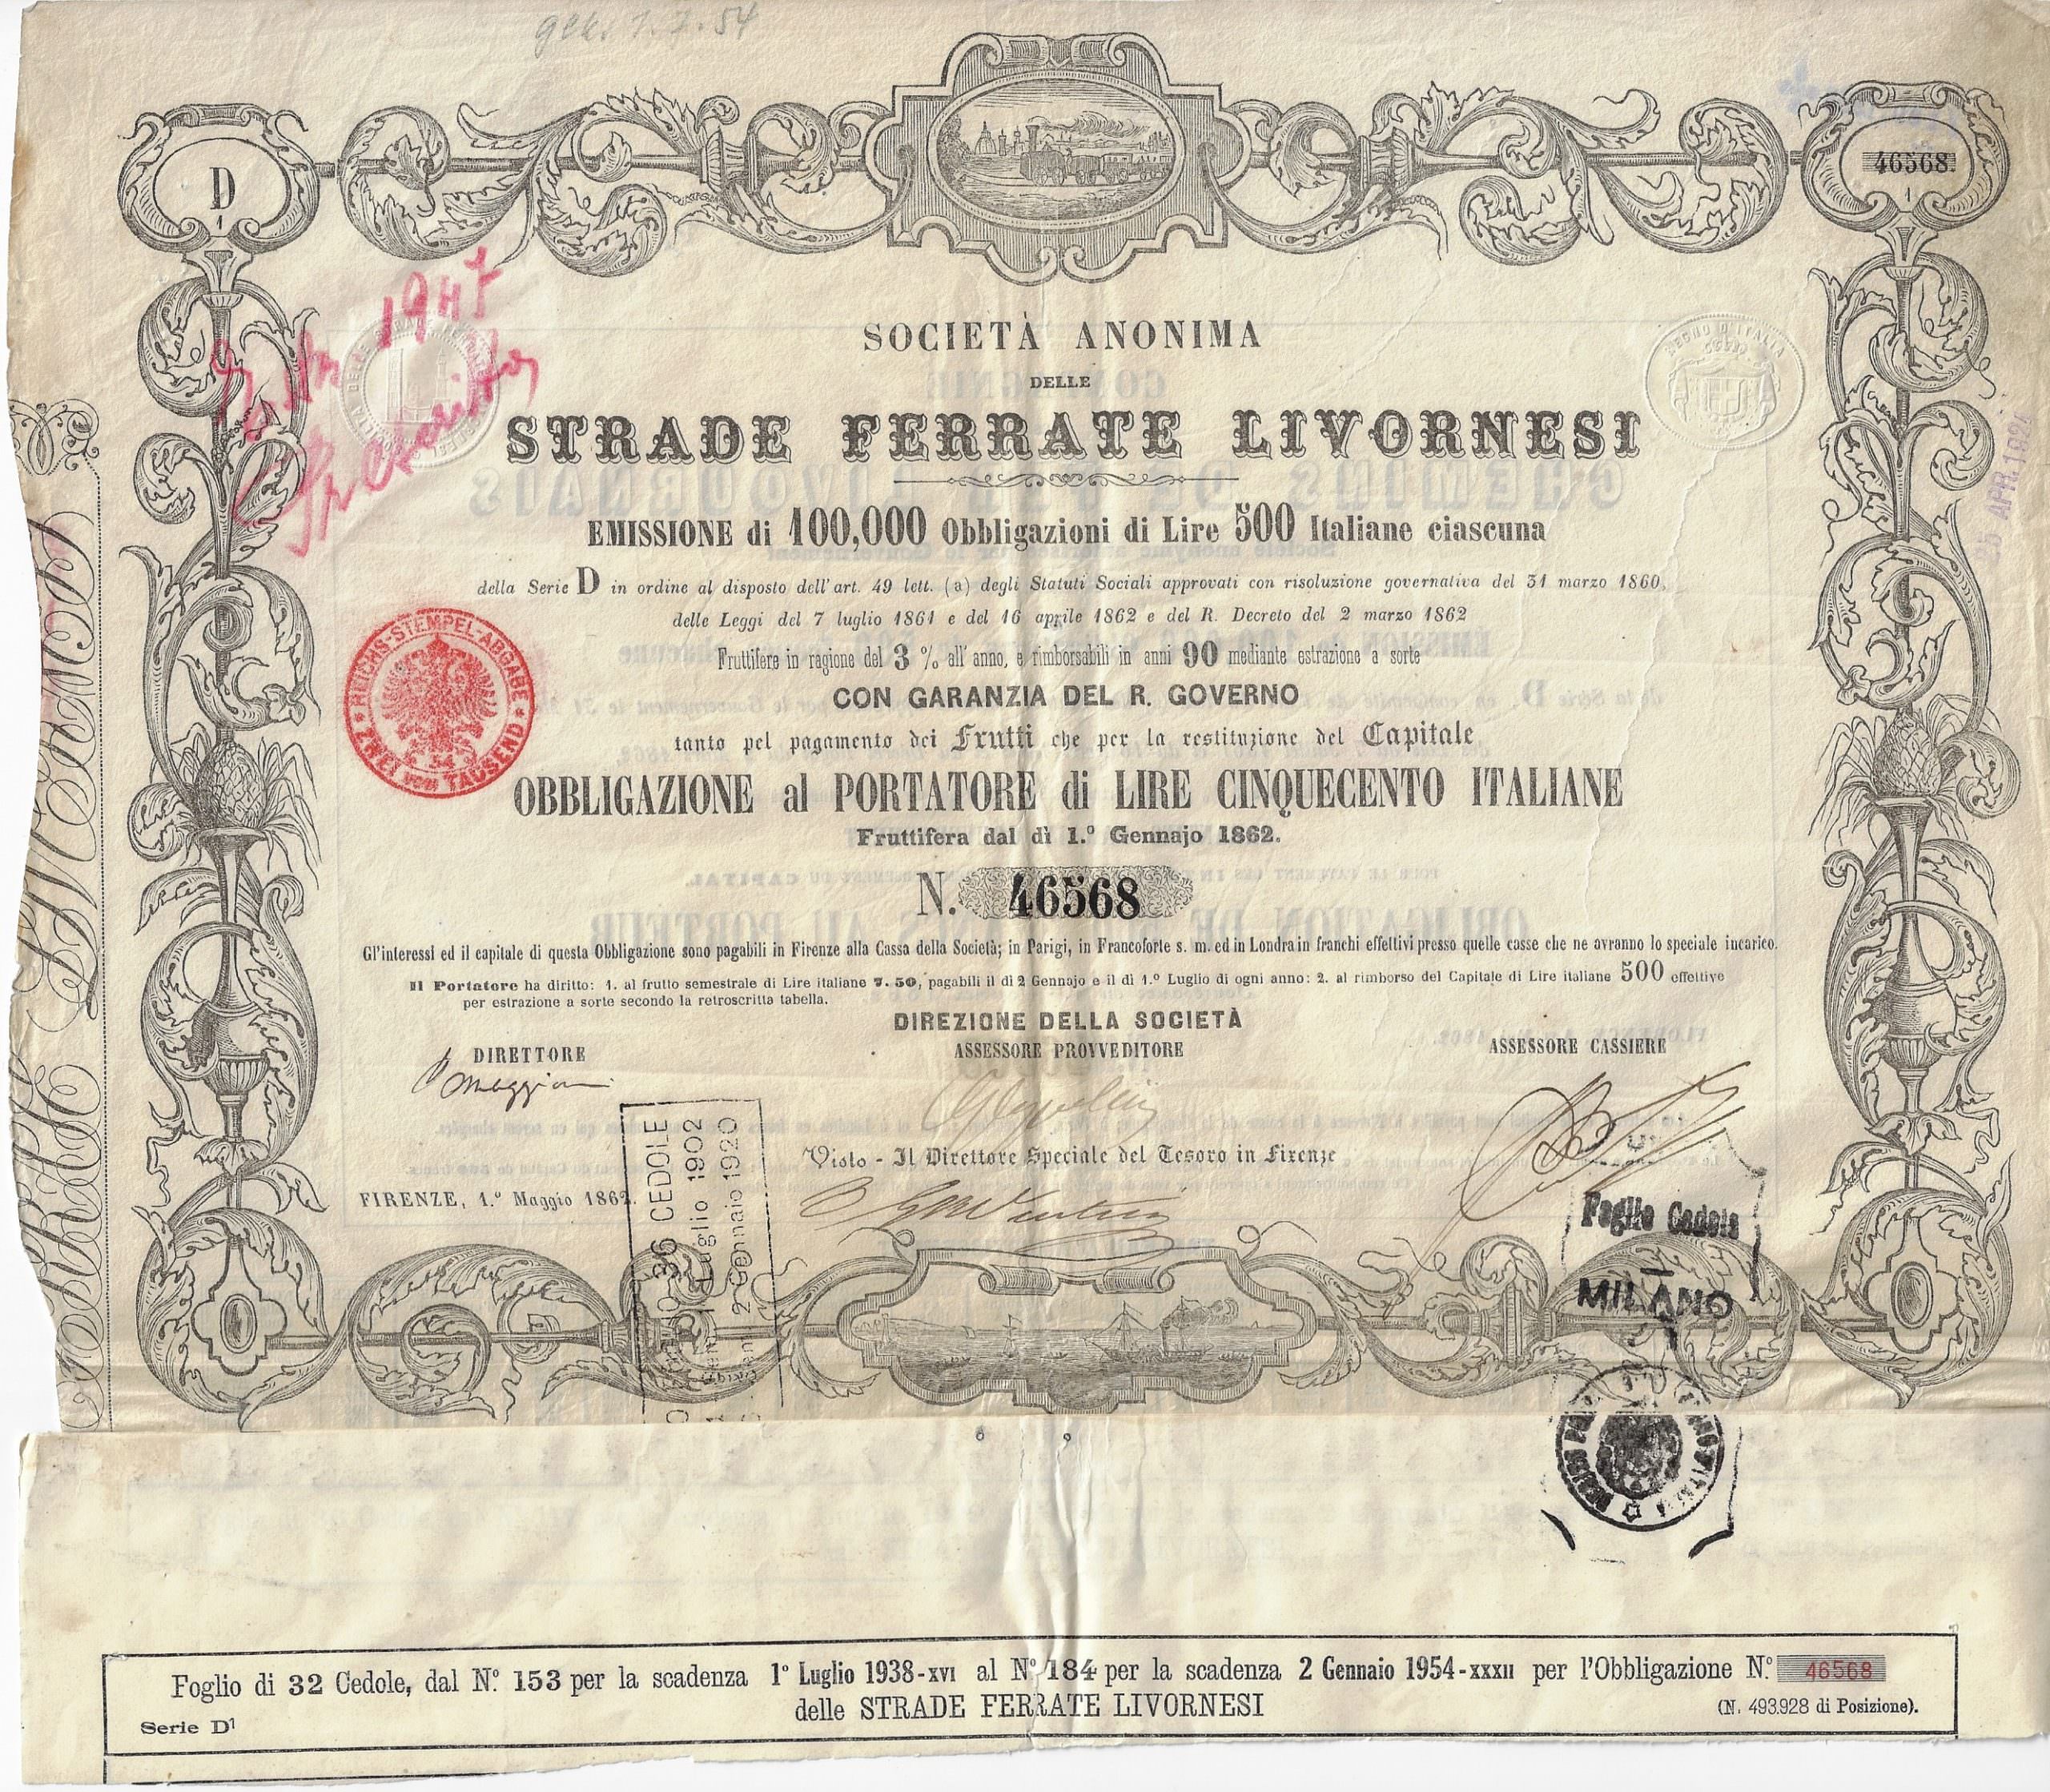 gek. 1.7.54
D
1
46568.
1
1947
SOCIETÀ ANONIMA
DELLE
STRADE FERRATE LIVORNESI
REGNO D'ITALIA
25 APR. 192
EMISSIONE di 100,000 Obbligazioni di Lire 500 Italiane ciascuna
della Serie D in ordine al disposto dell'art. 49 lett. (a) degli Statuti Sociali approvati con risoluzione governativa del 31 marzo 1860,
delle Leggi del 7 luglio 1861 e del 16 aprile 1862 e del R. Decreto del 2 marzo 1862
Fruttifere in ragione del 3 % all'anno, e rimborsabili in anni 90 mediante estrazione a sorte
CON GARANZIA DEL R. GOVERNO
tanto pel pagamento dei Frutti che per la restituzione del Capitale
REICHS-STEMPEL-ABGABE
ZWEI VOM TAUSEND
54
OBBLIGAZIONE al PORTATORE di LIRE CINQUECENTO ITALIANE
Fruttifera dal dì 1.º Gennajo 1862.
N. 46568
Gl'interessi ed il capitale di questa Obbligazione sono pagabili in Firenze alla Cassa della Società; in Parigi, in Francoforte s. m. ed in Londra in franchi effettivi presso quelle casse che ne avranno lo speciale incarico.
Il Portatore ha diritto: 1. al frutto semestrale di Lire italiane 7. 50, pagabili il dì 2 Gennajo e il dì 1.º Luglio di ogni anno: 2. al rimborso del Capitale di Lire italiane 500 effettive
per estrazione a sorte secondo la retroscritta tabella.
DIREZIONE DELLA SOCIETÀ
DIRETTORE
ASSESSORE PROVVEDITORE
ASSESSORE CASSIERE
Visto - Il Direttore Speciale del Tesoro in Firenze
FIRENZE, 1.º Maggio 1862.
36 CEDOLE
1 Luglio 1902
2 Gennaio 1920
Foglio Cedole
MILANO
STRADE FERRATE LIVORNESI
Foglio di 32 Cedole, dal N.º 153 per la scadenza 1º Luglio 1938-XVI al Nº 184 per la scadenza 2 Gennaio 1954-XXXII per l'Obbligazione N.º 46568
delle STRADE FERRATE LIVORNESI
Serie D¹
(N. 493.928 di Posizione).